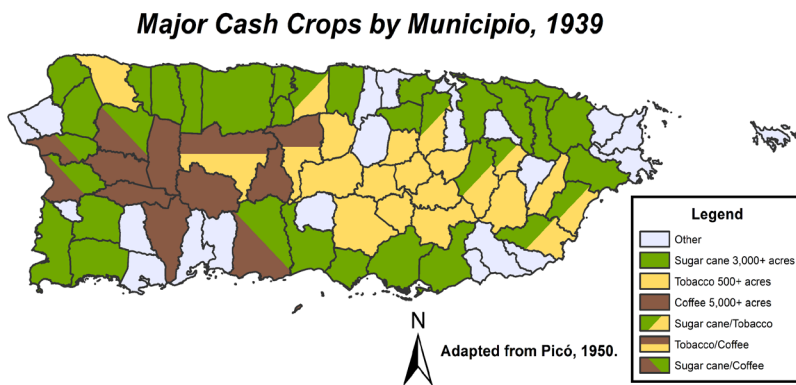 Major Cash Crops by Municipio, 1939
Legend
Other
Sugar cane 3,000+ acres
Tobacco 500+ acres
Coffee 5,000+ acres
Sugar cane/Tobacco
Tobacco/Coffee
Sugar cane/Coffee
N
Adapted from Picó, 1950.